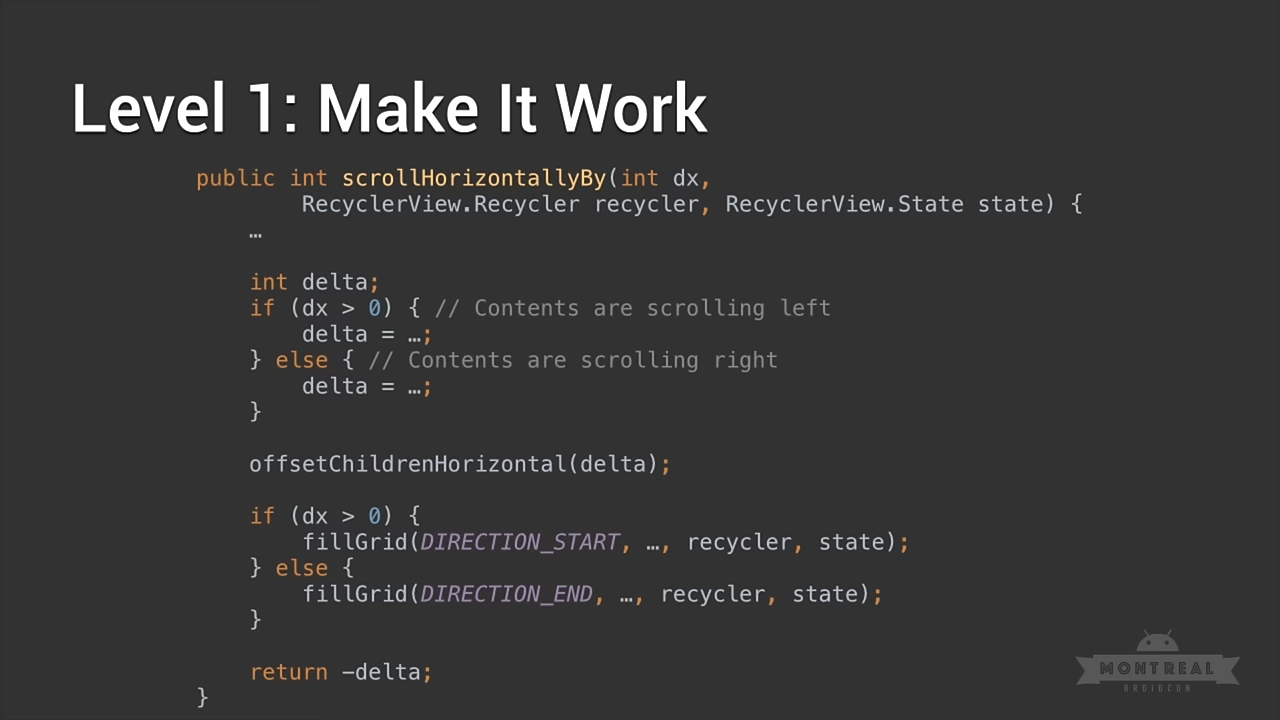 Level 1: Make It Work
public int scrollHorizontallyBy(int dx,
RecyclerView.Recycler recycler, RecyclerView.State state) {
…
int delta;
if (dx > 0) { // Contents are scrolling left
delta = …;
} else { // Contents are scrolling right
delta = …;
}
offsetChildrenHorizontal(delta);
if (dx > 0) {
fillGrid(DIRECTION_START, …, recycler, state);
} else {
fillGrid(DIRECTION_END, …, recycler, state);
}
return –delta;
}
MONTREAL
DROIDCON